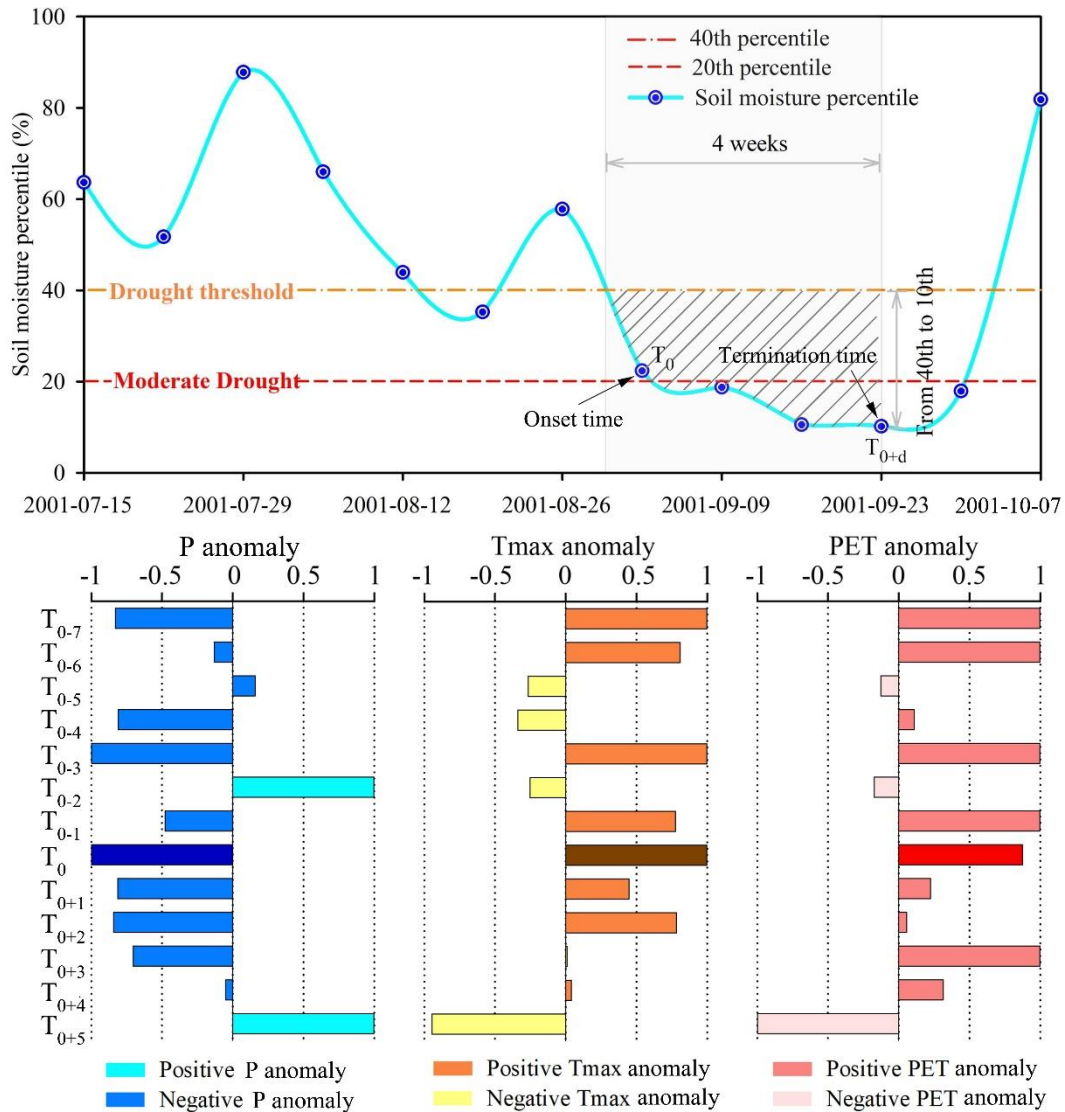 100
80
60
40
20
0
Soil moisture percentile (%)
40th percentile
20th percentile
Soil moisture percentile
4 weeks
Drought threshold
Moderate Drought
T0
Onset time
Termination time
T0+d
From 40th to 10th
2001-07-15 2001-07-29 2001-08-12 2001-08-26 2001-09-09 2001-09-23 2001-10-07
P anomaly Tmax anomaly PET anomaly
-1 -0.5 0 0.5 1 -1 -0.5 0 0.5 1 -1 -0.5 0 0.5 1
T0-7
T0-6
T0-5
T0-4
T0-3
T0-2
T0-1
T0
T0+1
T0+2
T0+3
T0+4
T0+5
Positive P anomaly Positive Tmax anomaly Positive PET anomaly
Negative P anomaly Negative Tmax anomaly Negative PET anomaly